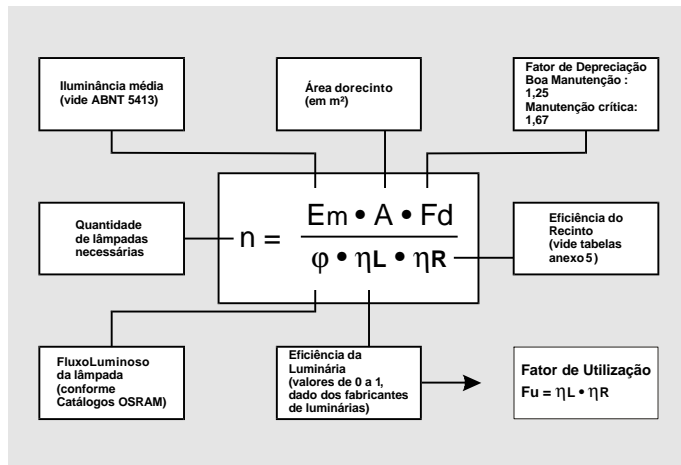 Iluminância média
(vide ABNT 5413)
Área dorecinto
(em m²)
Fator de Depreciação
Boa Manutenção :
1,25
Manutenção crítica:
1,67
Quantidade
de lâmpadas
necessárias
n = Em • A • Fd
φ • ηL • ηR
Eficiência do
Recinto
(vide tabelas
anexo5)
FluxoLuminoso
da lâmpada
(conforme
Catálogos OSRAM)
Eficiência da
Luminária
(valores de 0 a 1,
dado dos fabricantes
de luminárias)
Fator de Utilização
Fu = ηL • ηR